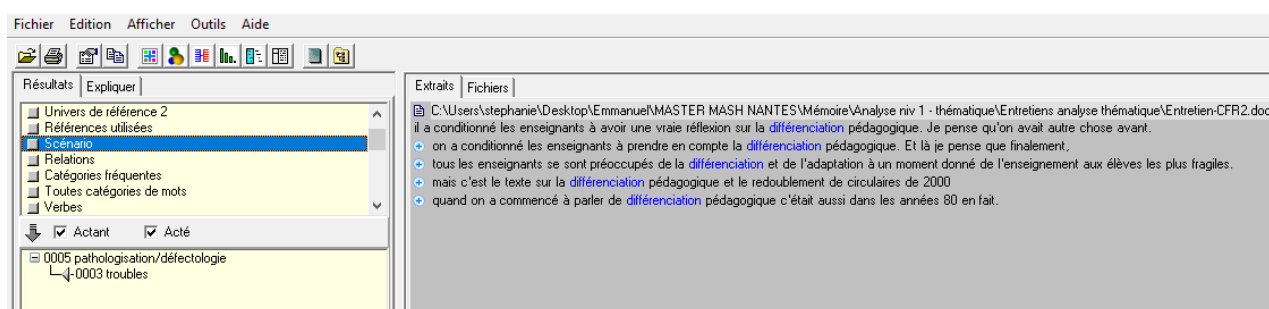 Fichier Edition Afficher Outils Aide
Résultats Expliquer
Univers de référence 2
Références utilisées
Scénario
Relations
Catégories fréquentes
Toutes catégories de mots
Verbes
Actant Acté
0005 pathologisation/défectologie
0003 troubles
Extraits Fichiers
C:\Users\stephanie\Desktop\Emmanuel\MASTER MASH NANTES\Mémoire\Analyse niv 1 - thématique\Entretiens analyse thématique\Entretien-CFR2.doc
il a conditionné les enseignants à avoir une vraie réflexion sur la différenciation pédagogique. Je pense qu'on avait autre chose avant.
on a conditionné les enseignants à prendre en compte la différenciation pédagogique. Et là je pense que finalement,
tous les enseignants se sont préoccupés de la différenciation et de l'adaptation à un moment donné de l'enseignement aux élèves les plus fragiles.
mais c'est le texte sur la différenciation pédagogique et le redoublement de circulaires de 2000
quand on a commencé à parler de différenciation pédagogique c'était aussi dans les années 80 en fait.